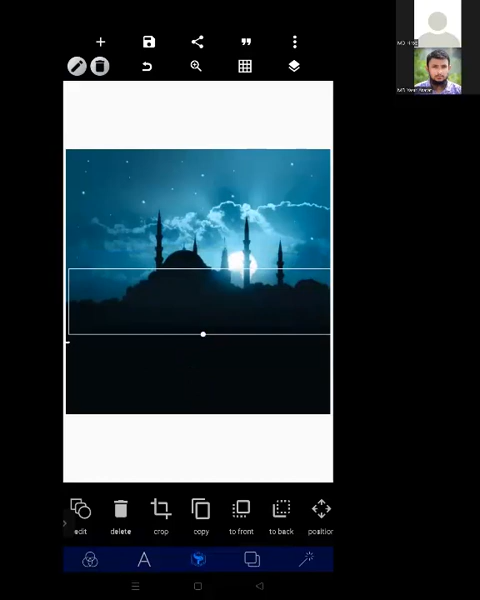 edit
delete
crop
copy
to front
to back
position